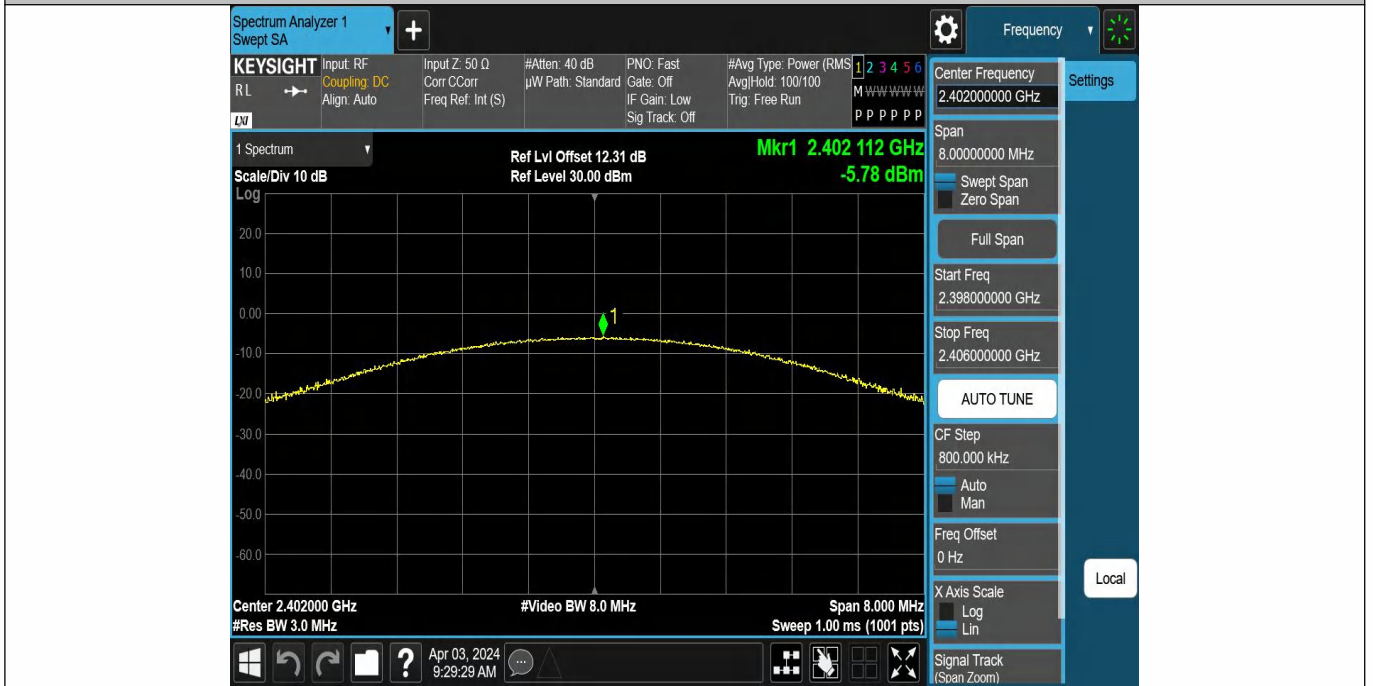 Spectrum Analyzer 1
Swept SA
+
Frequency
KEYSIGHT
RL
LXI
Input: RF
Coupling: DC
Align: Auto
Input Z: 50 Ω
Corr CCorr
Freq Ref: Int (S)
#Atten: 40 dB
µW Path: Standard
PNO: Fast
Gate: Off
IF Gain: Low
Sig Track: Off
#Avg Type: Power (RMS
Avg|Hold: 100/100
Trig: Free Run
1 2 3 4 5 6
M W W W W W
P P P P P P
1 Spectrum
Scale/Div 10 dB
Log
Ref Lvl Offset 12.31 dB
Ref Level 30.00 dBm
Mkr1 2.402 112 GHz
-5.78 dBm
20.0
10.0
0.00
-10.0
-20.0
-30.0
-40.0
-50.0
-60.0
1
Center 2.402000 GHz
#Res BW 3.0 MHz
#Video BW 8.0 MHz
Span 8.000 MHz
Sweep 1.00 ms (1001 pts)
Center Frequency
2.402000000 GHz
Settings
Span
8.00000000 MHz
Swept Span
Zero Span
Full Span
Start Freq
2.398000000 GHz
Stop Freq
2.406000000 GHz
AUTO TUNE
CF Step
800.000 kHz
Auto
Man
Freq Offset
0 Hz
X Axis Scale
Log
Lin
Local
Signal Track
(Span Zoom)
?
Apr 03, 2024
9:29:29 AM